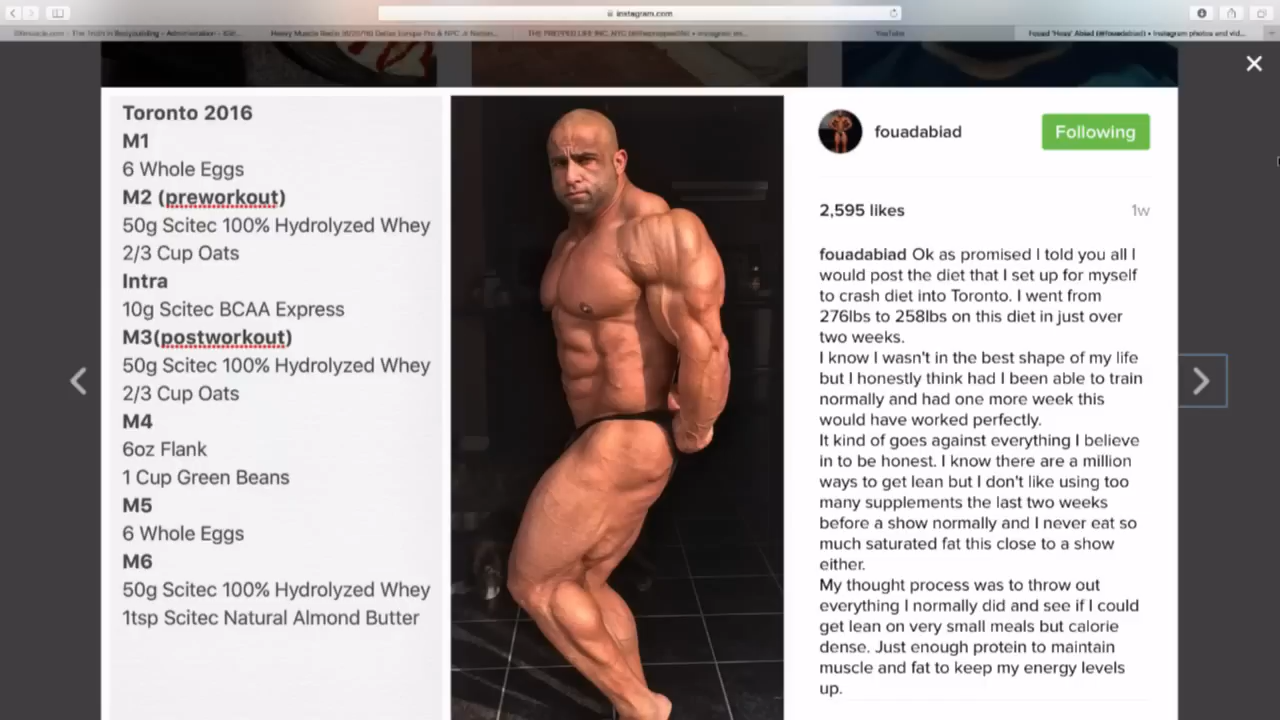 instagram.com
YouTube
Fouad 'Hoss' Abiad (@fouadabiad) • Instagram photos and vid...
Toronto 2016
M1
6 Whole Eggs
M2 (preworkout)
50g Scitec 100% Hydrolyzed Whey
2/3 Cup Oats
Intra
10g Scitec BCAA Express
M3(postworkout)
50g Scitec 100% Hydrolyzed Whey
2/3 Cup Oats
M4
6oz Flank
1 Cup Green Beans
M5
6 Whole Eggs
M6
50g Scitec 100% Hydrolyzed Whey
1tsp Scitec Natural Almond Butter
fouadabiad
Following
2,595 likes
1w
fouadabiad Ok as promised I told you all I
would post the diet that I set up for myself
to crash diet into Toronto. I went from
276lbs to 258lbs on this diet in just over
two weeks.
I know I wasn't in the best shape of my life
but I honestly think had I been able to train
normally and had one more week this
would have worked perfectly.
It kind of goes against everything I believe
in to be honest. I know there are a million
ways to get lean but I don't like using too
many supplements the last two weeks
before a show normally and I never eat so
much saturated fat this close to a show
either.
My thought process was to throw out
everything I normally did and see if I could
get lean on very small meals but calorie
dense. Just enough protein to maintain
muscle and fat to keep my energy levels
up.